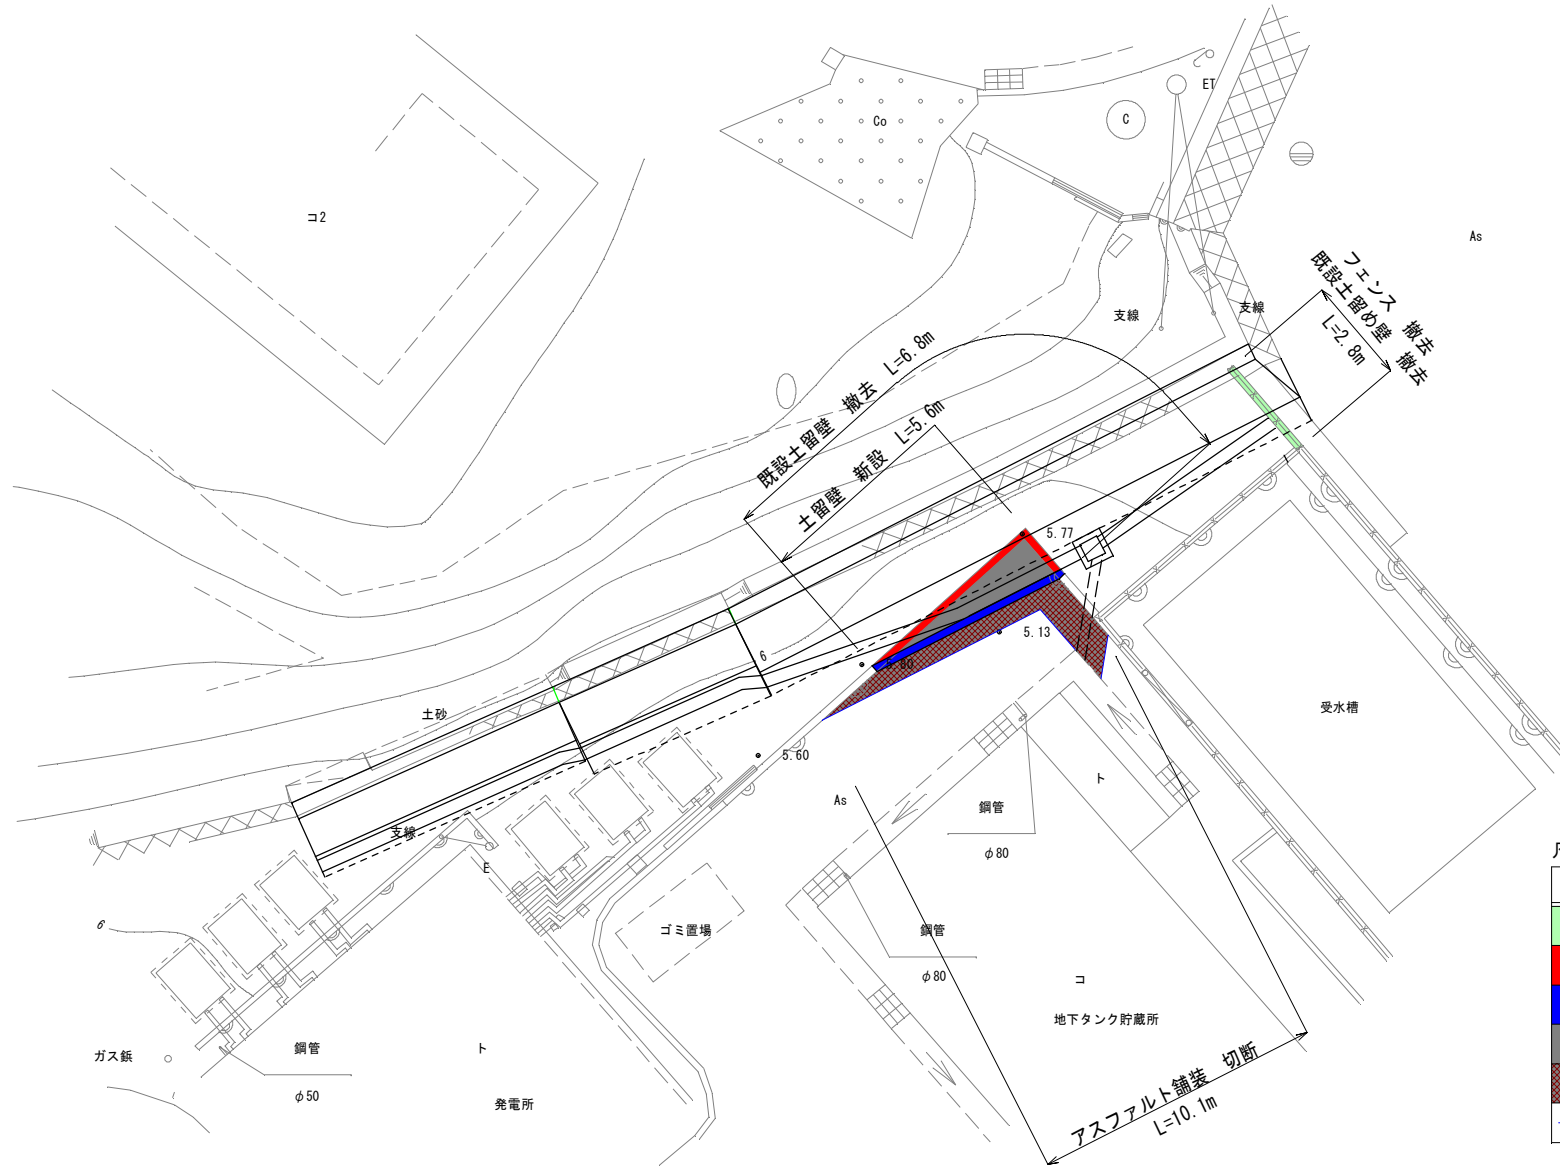 ET
Co
C
コ2
As
フェンス 撤去
既設土留め壁 撤去
L=2.8m
支線
支線
既設土留壁 撤去 L=6.8m
土留壁 新設 L=5.6m
5.77
5.13
6
5.80
土砂
受水槽
5.60
ト
As
鋼管
φ80
支線
E
6
ゴミ置場
鋼管
φ80
コ
地下タンク貯蔵所
ガス鋲
鋼管
φ50
ト
発電所
アスファルト舗装 切断
L=10.1m